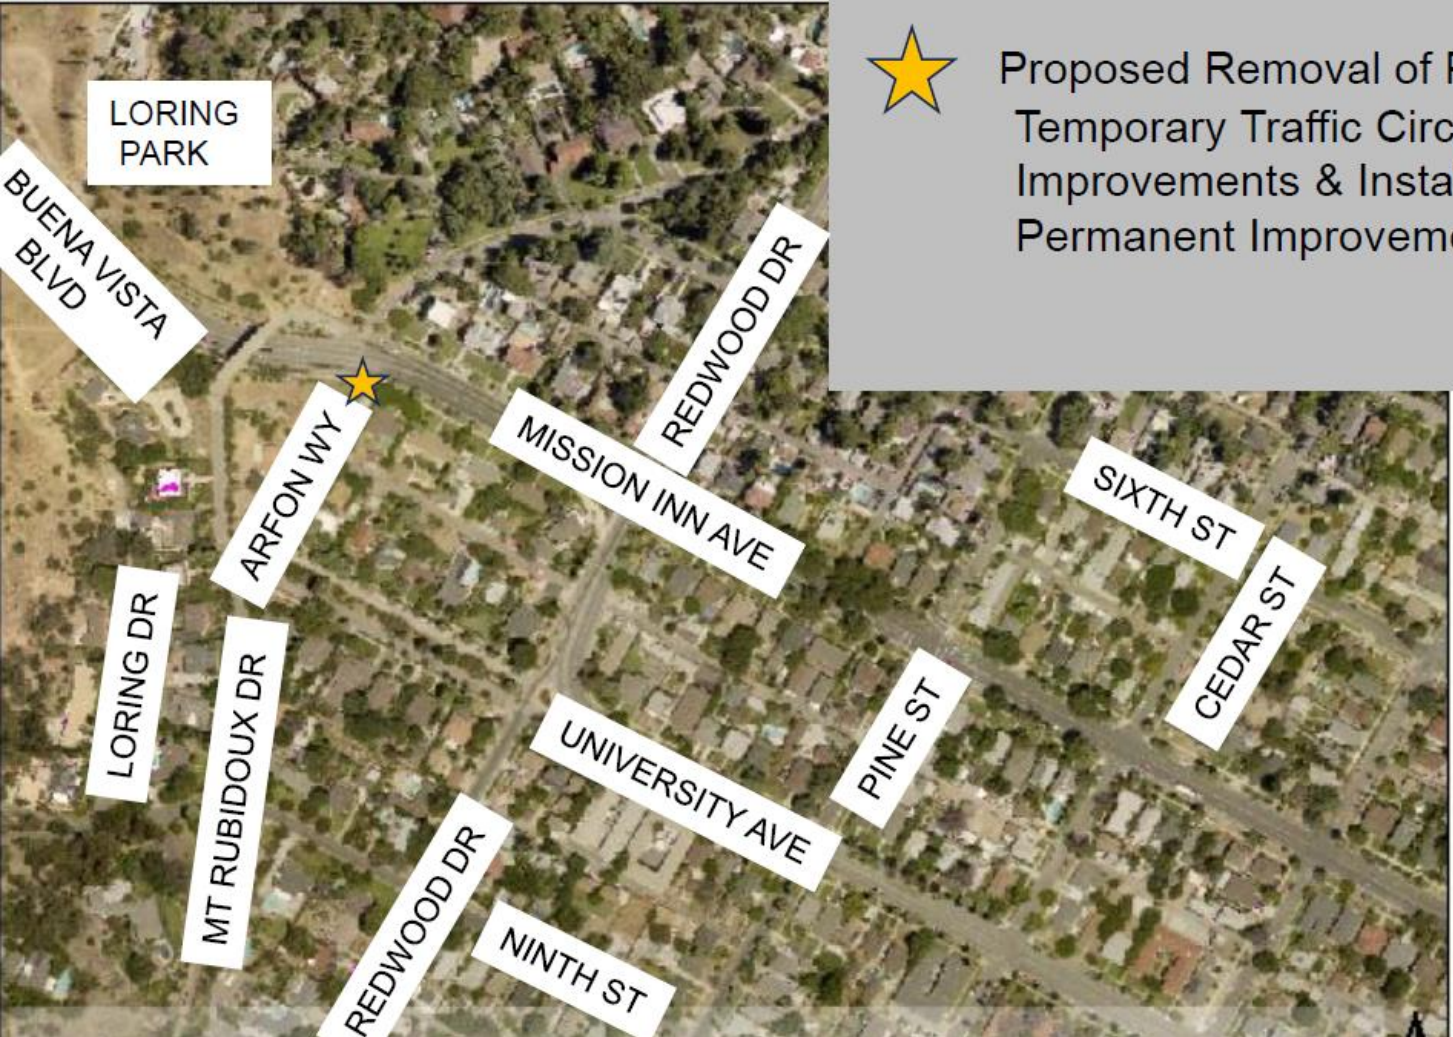 Proposed Removal of
Temporary Traffic
Improvements &
Permanent
LORING
PARK
BUENA VISTA
BLVD
REDWOOD DR
ARFON WY
MISSION INN AVE
SIXTH ST
CEDAR ST
LORING DR
MT RUBIDOUX DR
UNIVERSITY AVE
PINE ST
REDWOOD DR
NINTH ST